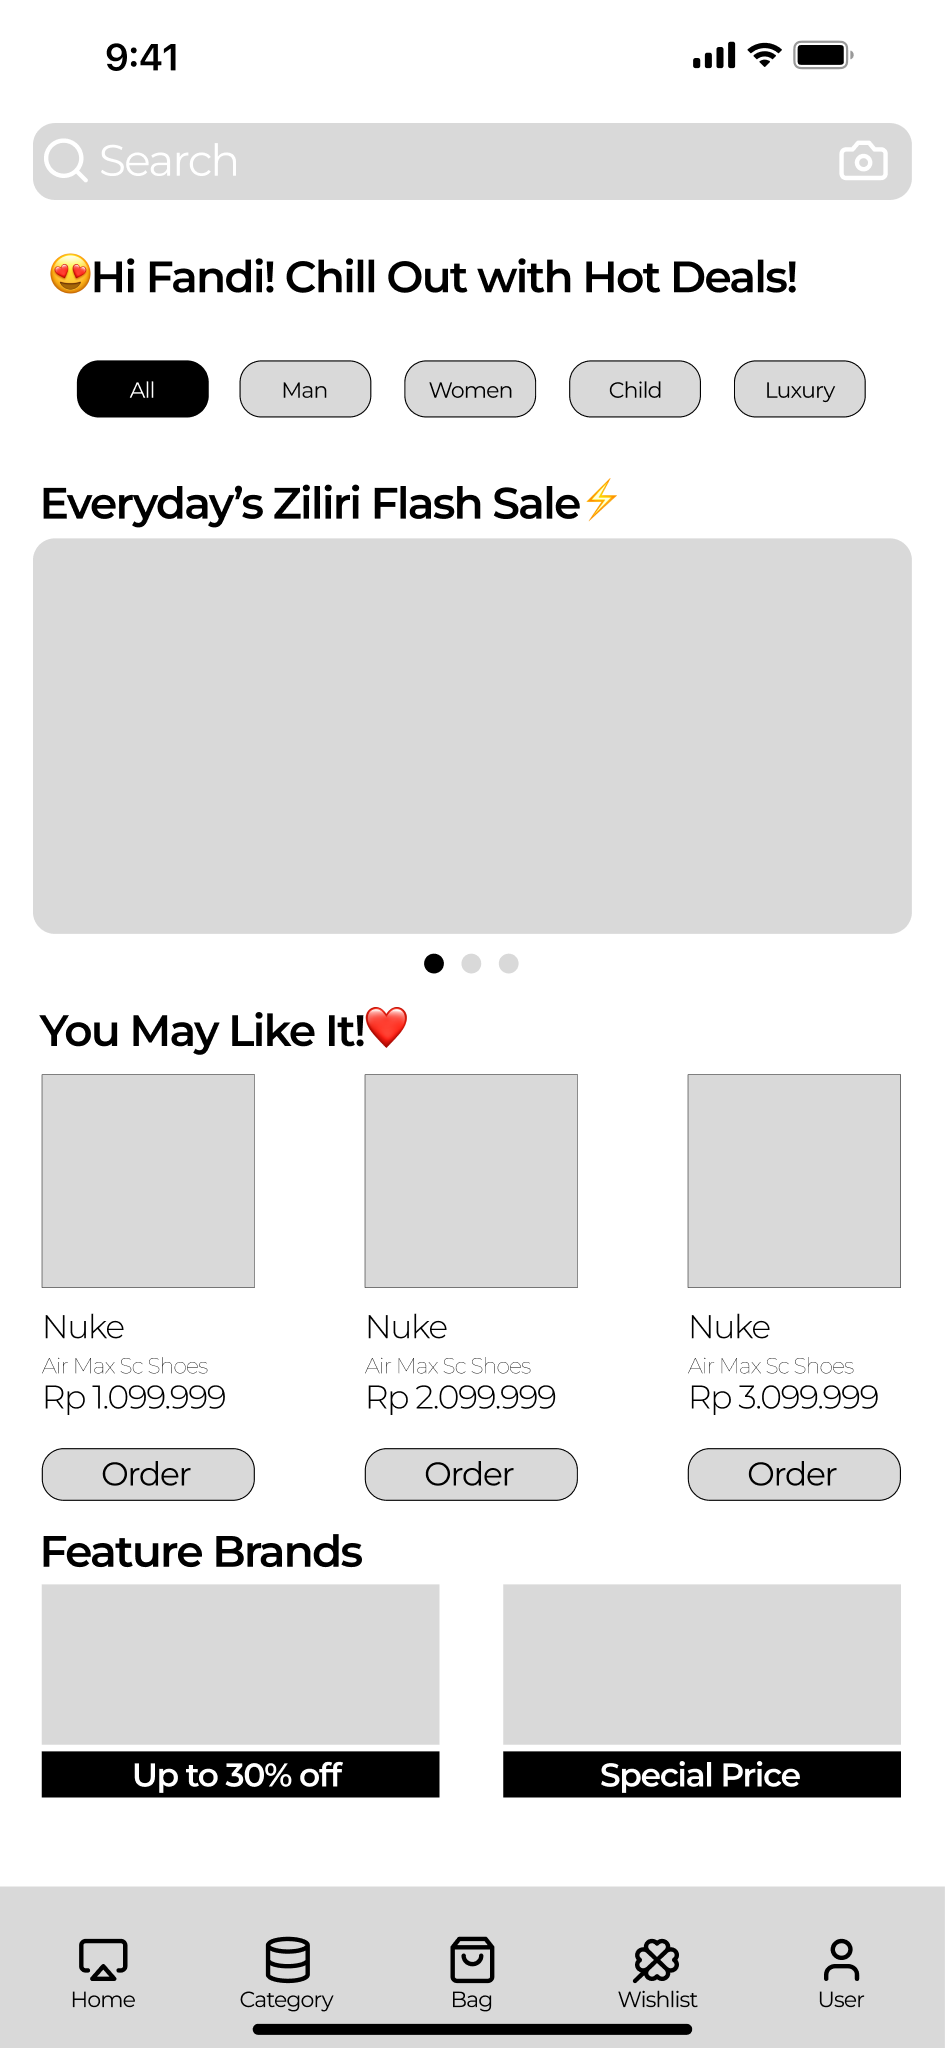 9:41
Search
😍Hi Fandi! Chill Out with Hot Deals!
All Man Women Child Luxury
Everyday’s Ziliri Flash Sale⚡
You May Like It!❤️
Nuke Nuke Nuke
Air Max Sc Shoes Air Max Sc Shoes Air Max Sc Shoes
Rp 1.099.999 Rp 2.099.999 Rp 3.099.999
Order Order Order
Feature Brands
Up to 30% off Special Price
Home Category Bag Wishlist User